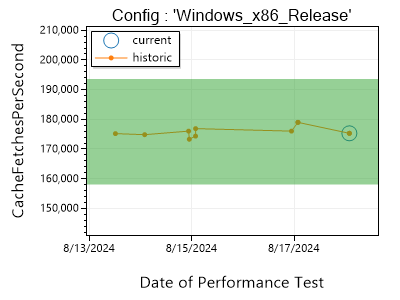 Config : 'Windows_x86_Release'
current
historic
CacheFetchesPerSecond
210,000
200,000
190,000
180,000
170,000
160,000
150,000
8/13/2024
8/15/2024
8/17/2024
Date of Performance Test